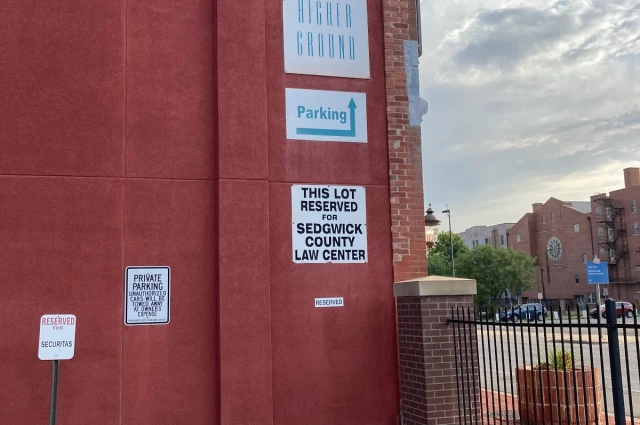 HIGHER
GROUND
Parking
THIS LOT
RESERVED
FOR
SEDGWICK
COUNTY
LAW CENTER
RESERVED
PRIVATE
PARKING
UNAUTHORIZED
CARS WILL BE
TOWED AWAY
AT OWNER'S
EXPENSE
RESERVED
FOR
SECURITAS